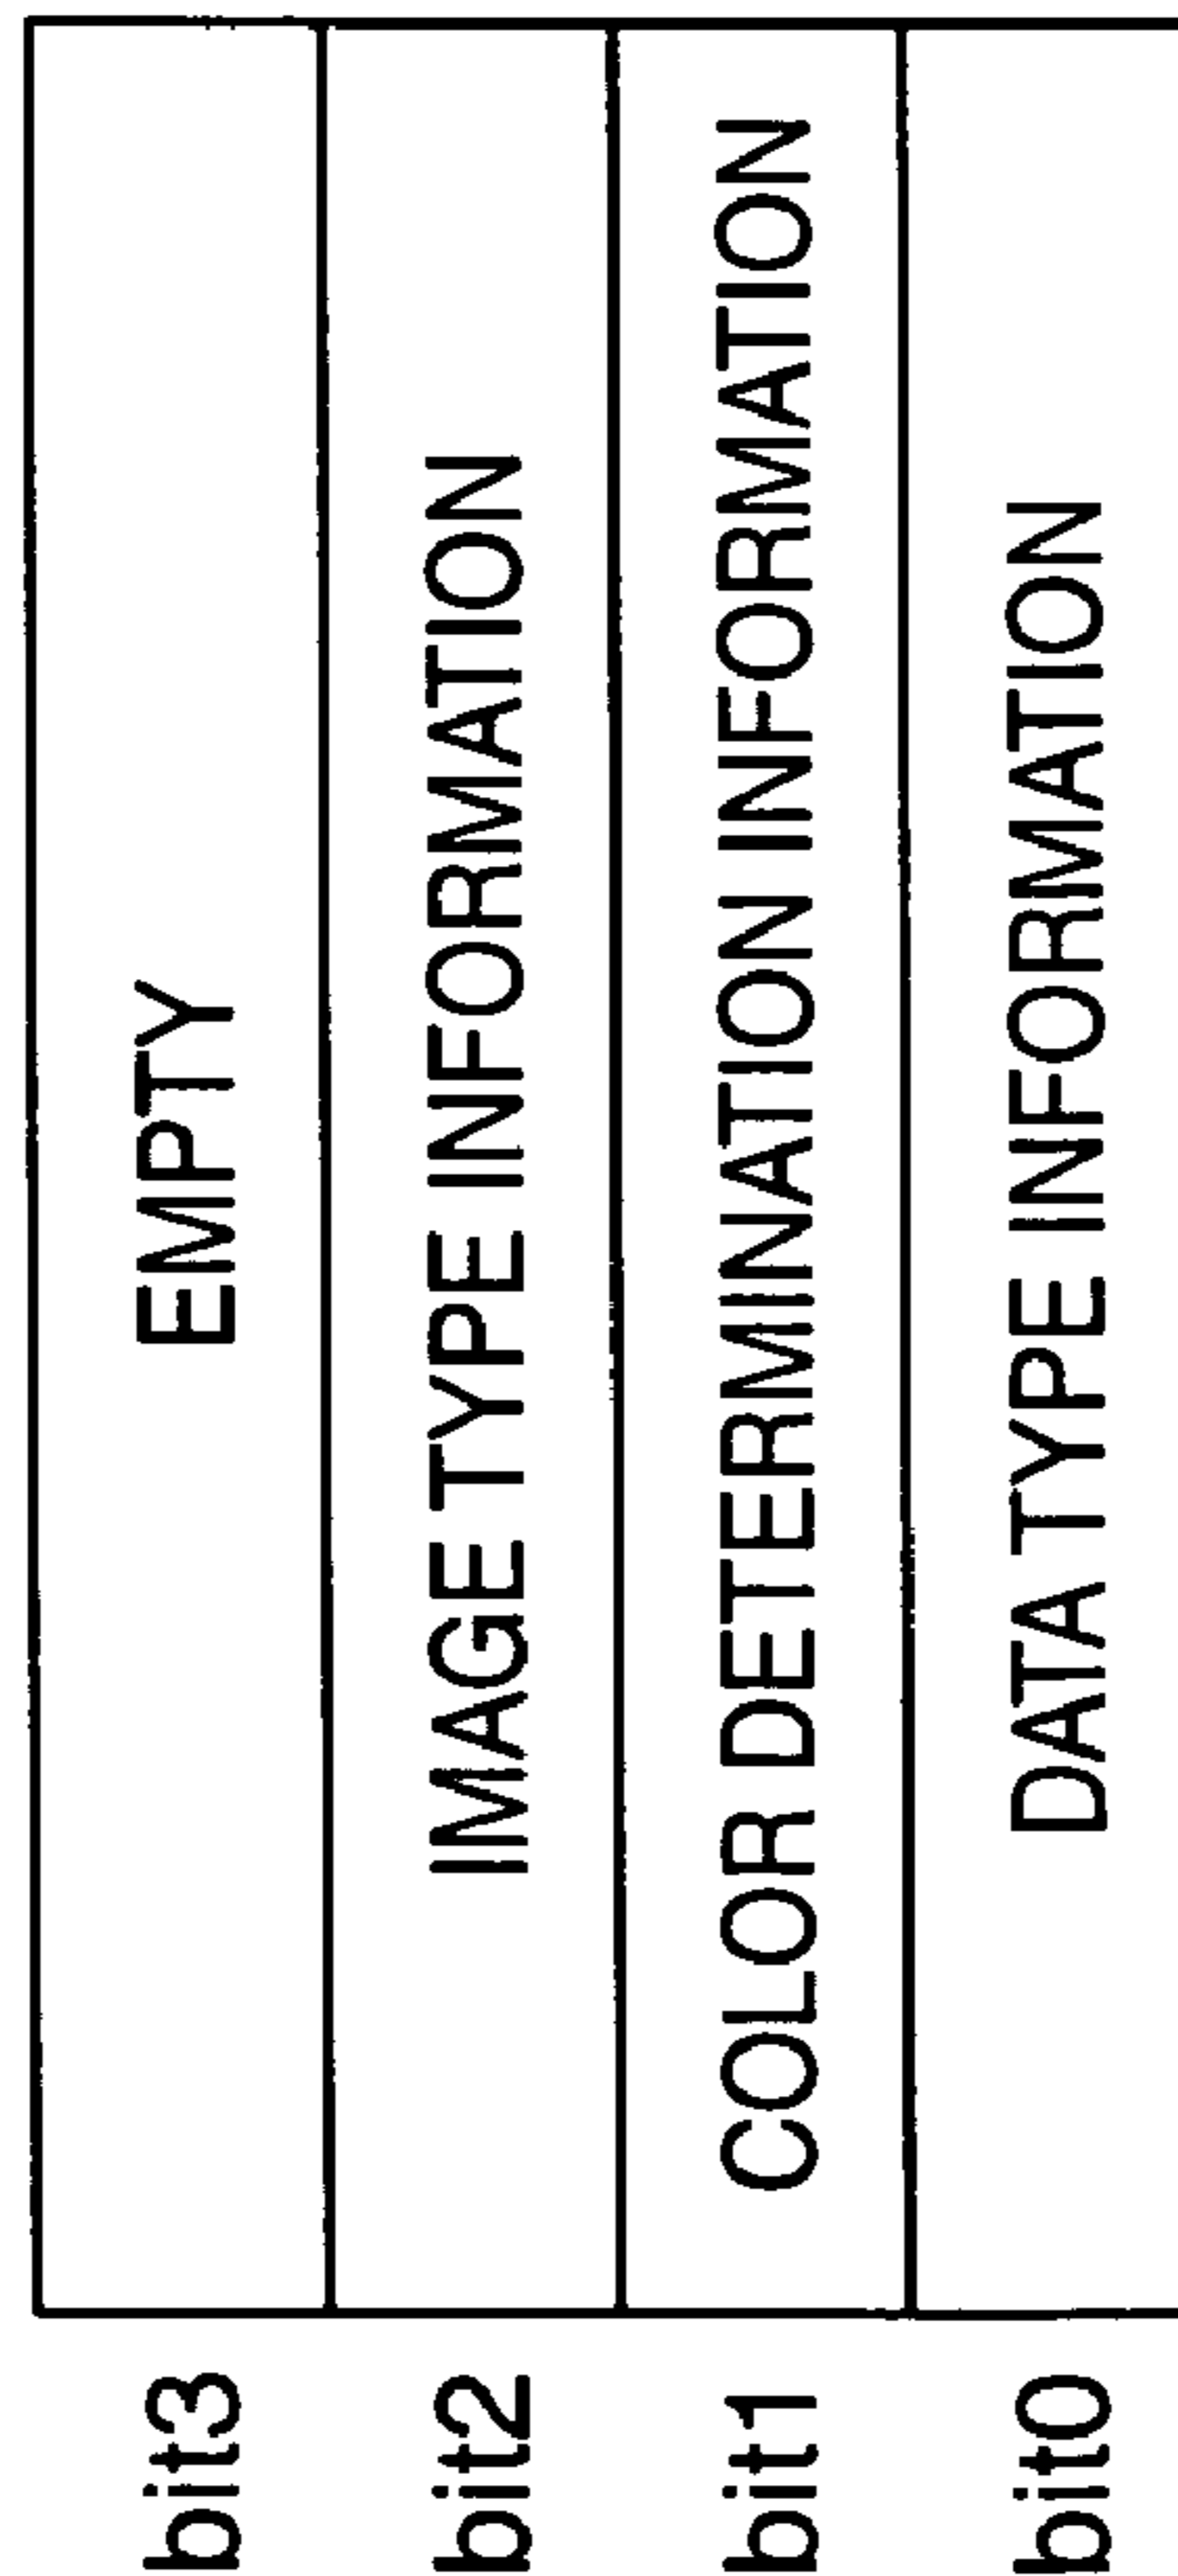 bit3 EMPTY
bit2 IMAGE TYPE INFORMATION
bit1 COLOR DETERMINATION INFORMATION
bit0 DATA TYPE INFORMATION